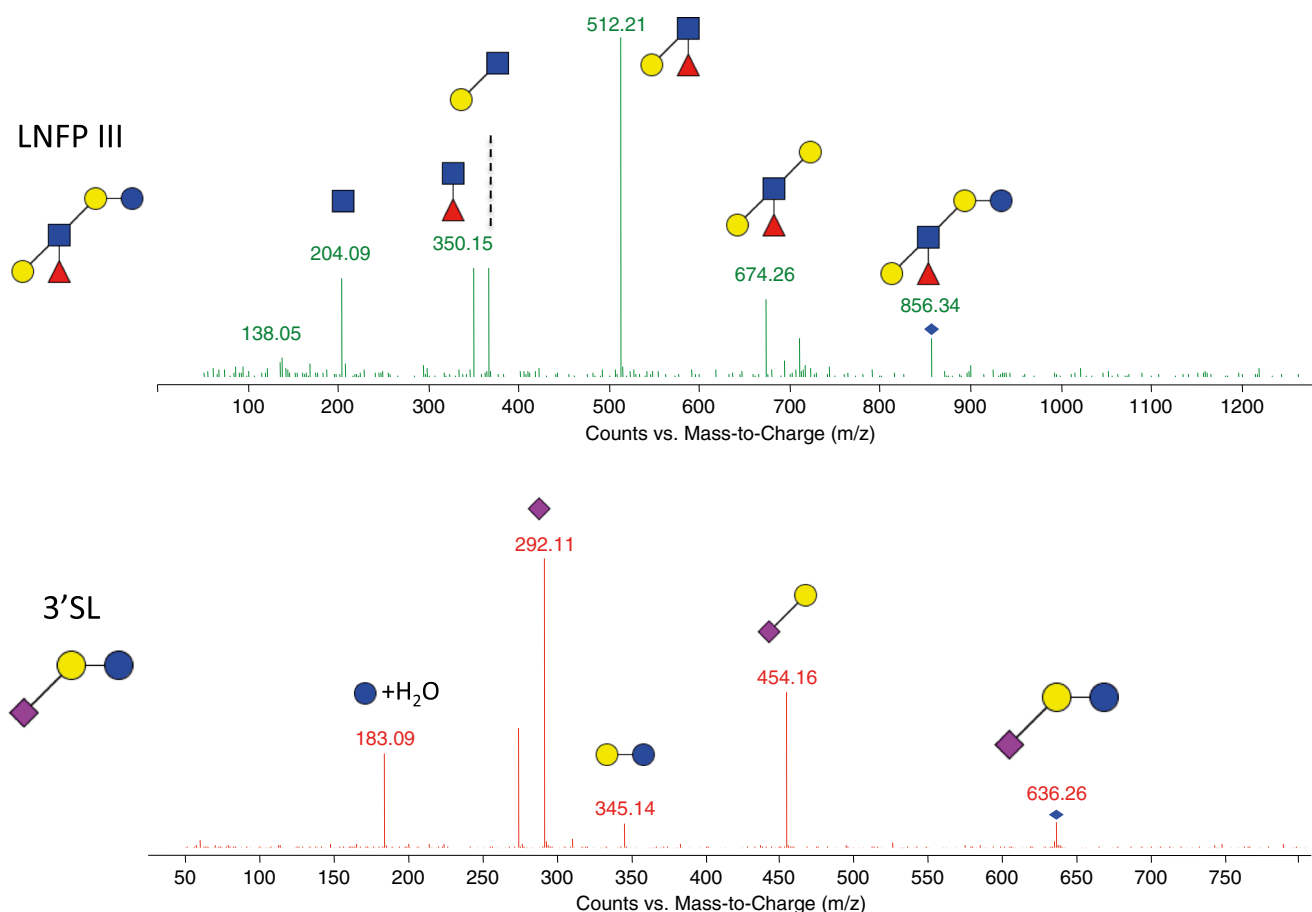 512.21
LNFP III
350.15
204.09
674.26
856.34
138.05
100 200 300 400 500 600 700 800 900 1000 1100 1200
Counts vs. Mass-to-Charge (m/z)
292.11
3’SL
454.16
+H₂O
183.09
345.14
636.26
50 100 150 200 250 300 350 400 450 500 550 600 650 700 750
Counts vs. Mass-to-Charge (m/z)